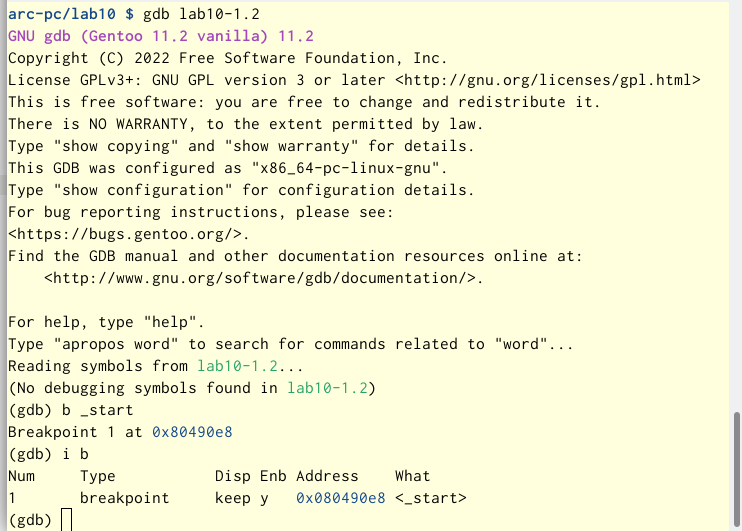 arc-pc/lab10 $ gdb lab10-1.2
GNU gdb (Gentoo 11.2 vanilla) 11.2
Copyright (C) 2022 Free Software Foundation, Inc.
License GPLv3+: GNU GPL version 3 or later <http://gnu.org/licenses/gpl.html>
This is free software: you are free to change and redistribute it.
There is NO WARRANTY, to the extent permitted by law.
Type "show copying" and "show warranty" for details.
This GDB was configured as "x86_64-pc-linux-gnu".
Type "show configuration" for configuration details.
For bug reporting instructions, please see:
<https://bugs.gentoo.org/>.
Find the GDB manual and other documentation resources online at:
    <http://www.gnu.org/software/gdb/documentation/>.

For help, type "help".
Type "apropos word" to search for commands related to "word"...
Reading symbols from lab10-1.2...
(No debugging symbols found in lab10-1.2)
(gdb) b _start
Breakpoint 1 at 0x80490e8
(gdb) i b
Num     Type           Disp Enb Address    What
1       breakpoint     keep y   0x080490e8 <_start>
(gdb)